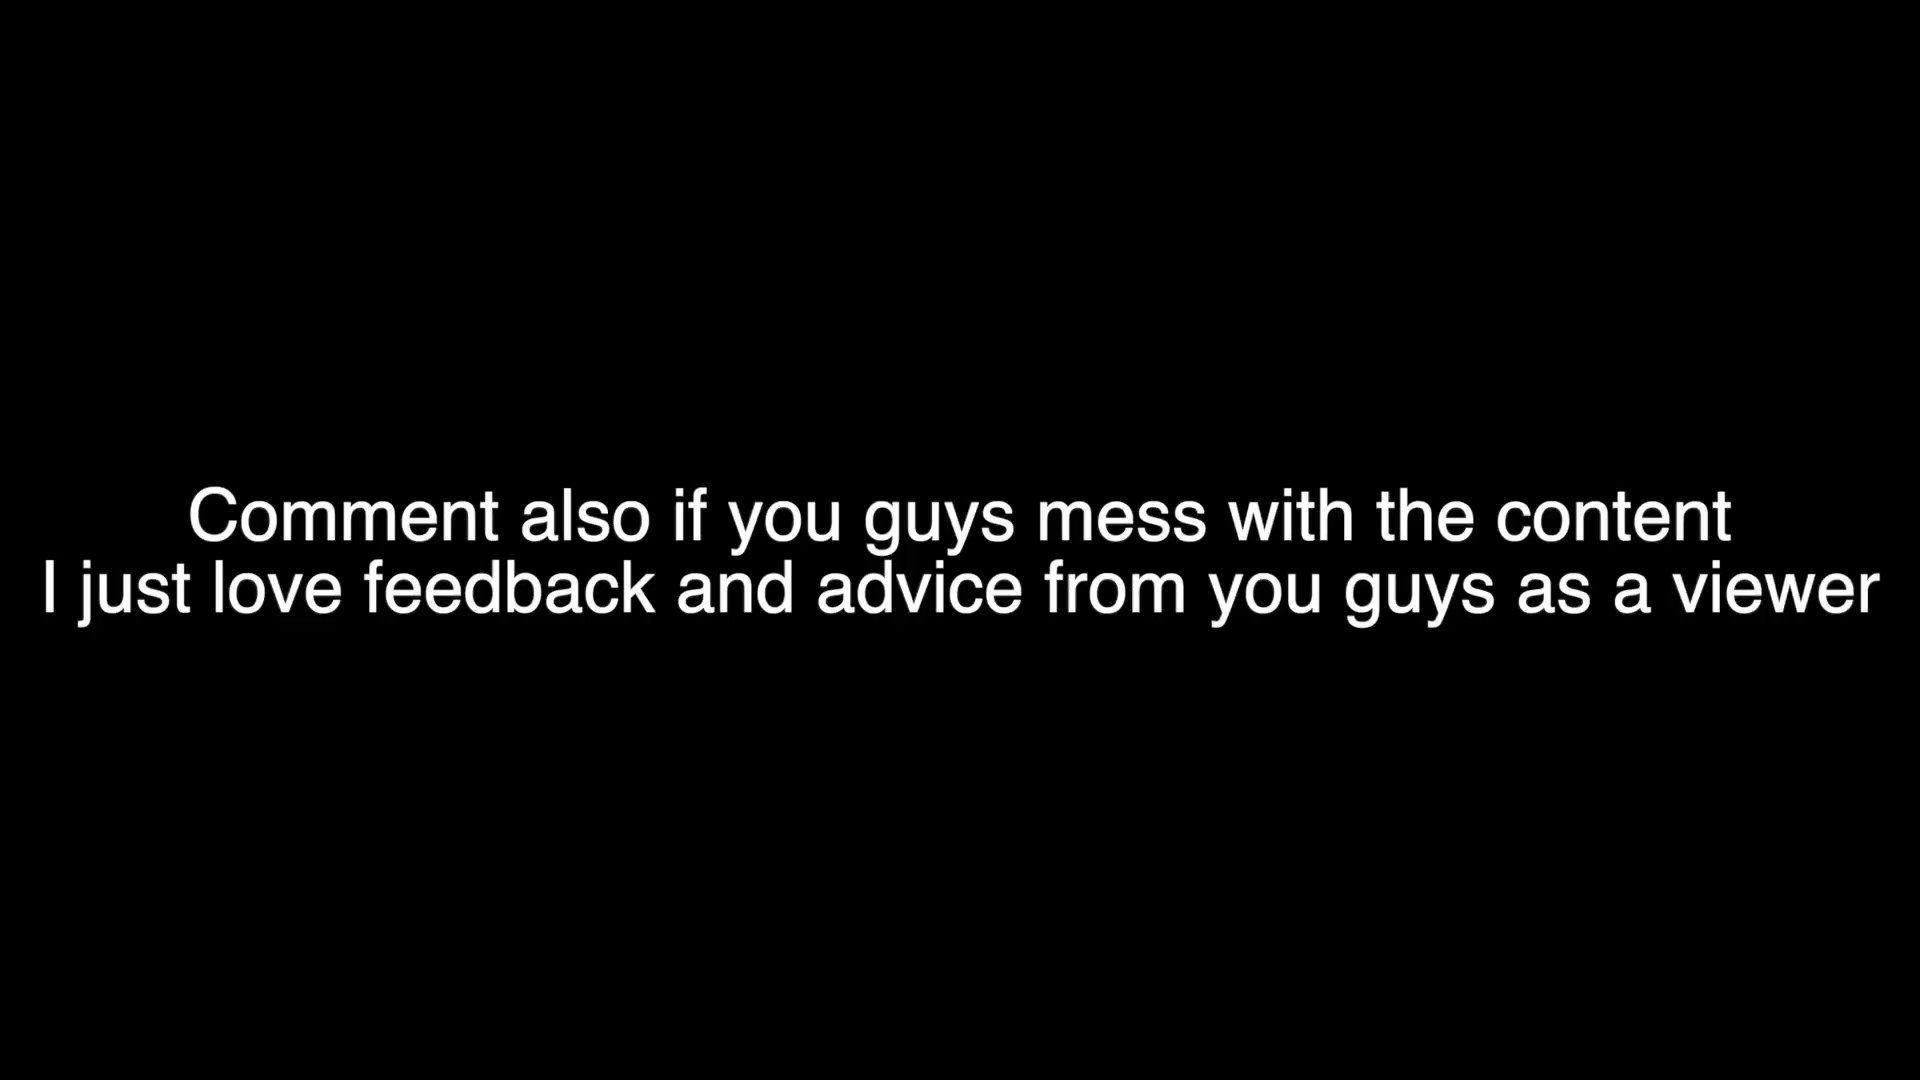 Comment also if you guys mess with the content
I just love feedback and advice from you guys as a viewer